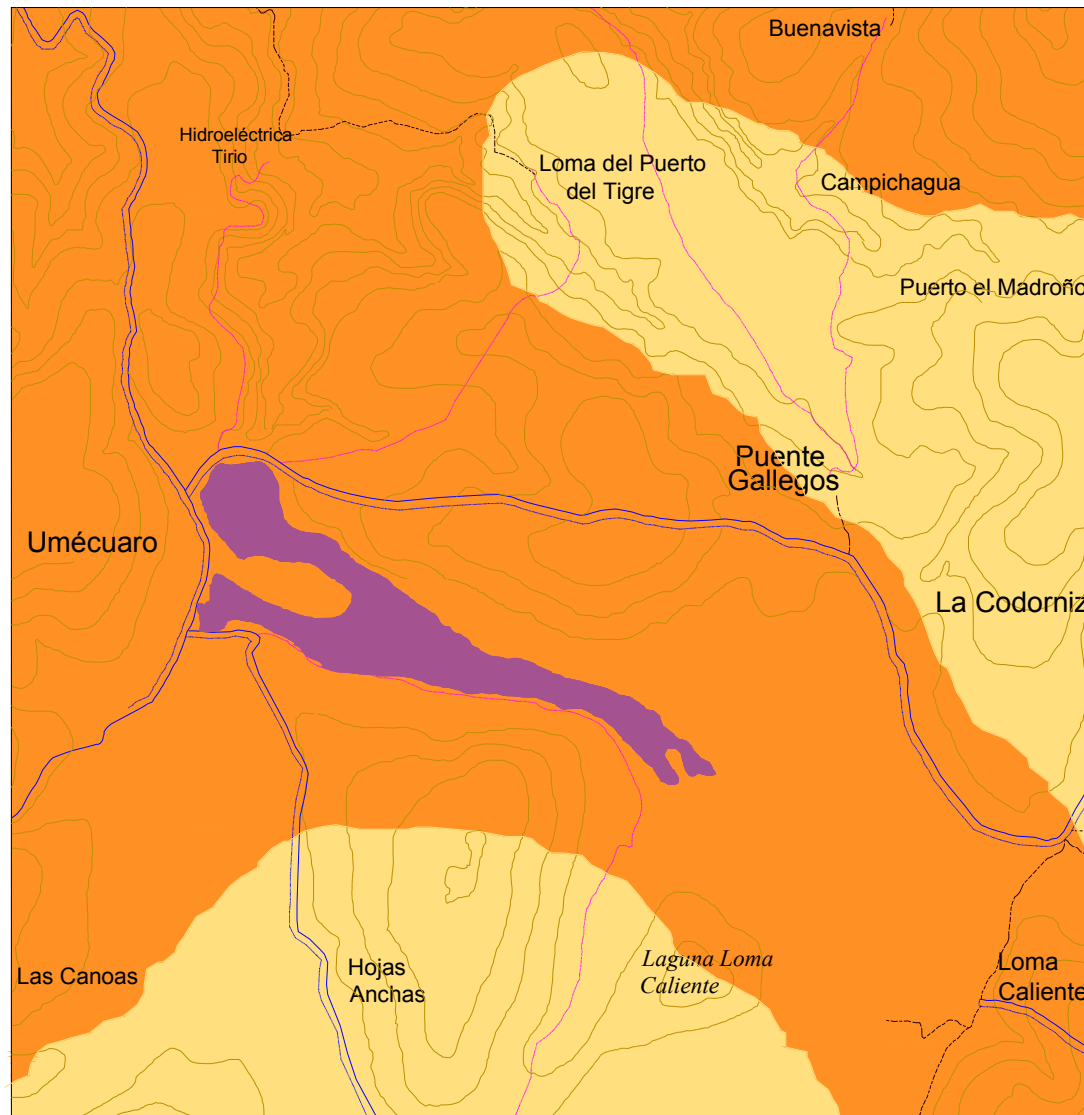 Buenavista
Hidroeléctrica
Tirio
Loma del Puerto
del Tigre
Campichagua
Puerto el Madroño
Puente
Gallegos
Umécuaro
La Codorniz
Las Canoas
Hojas
Anchas
Laguna Loma
Caliente
Loma
Caliente